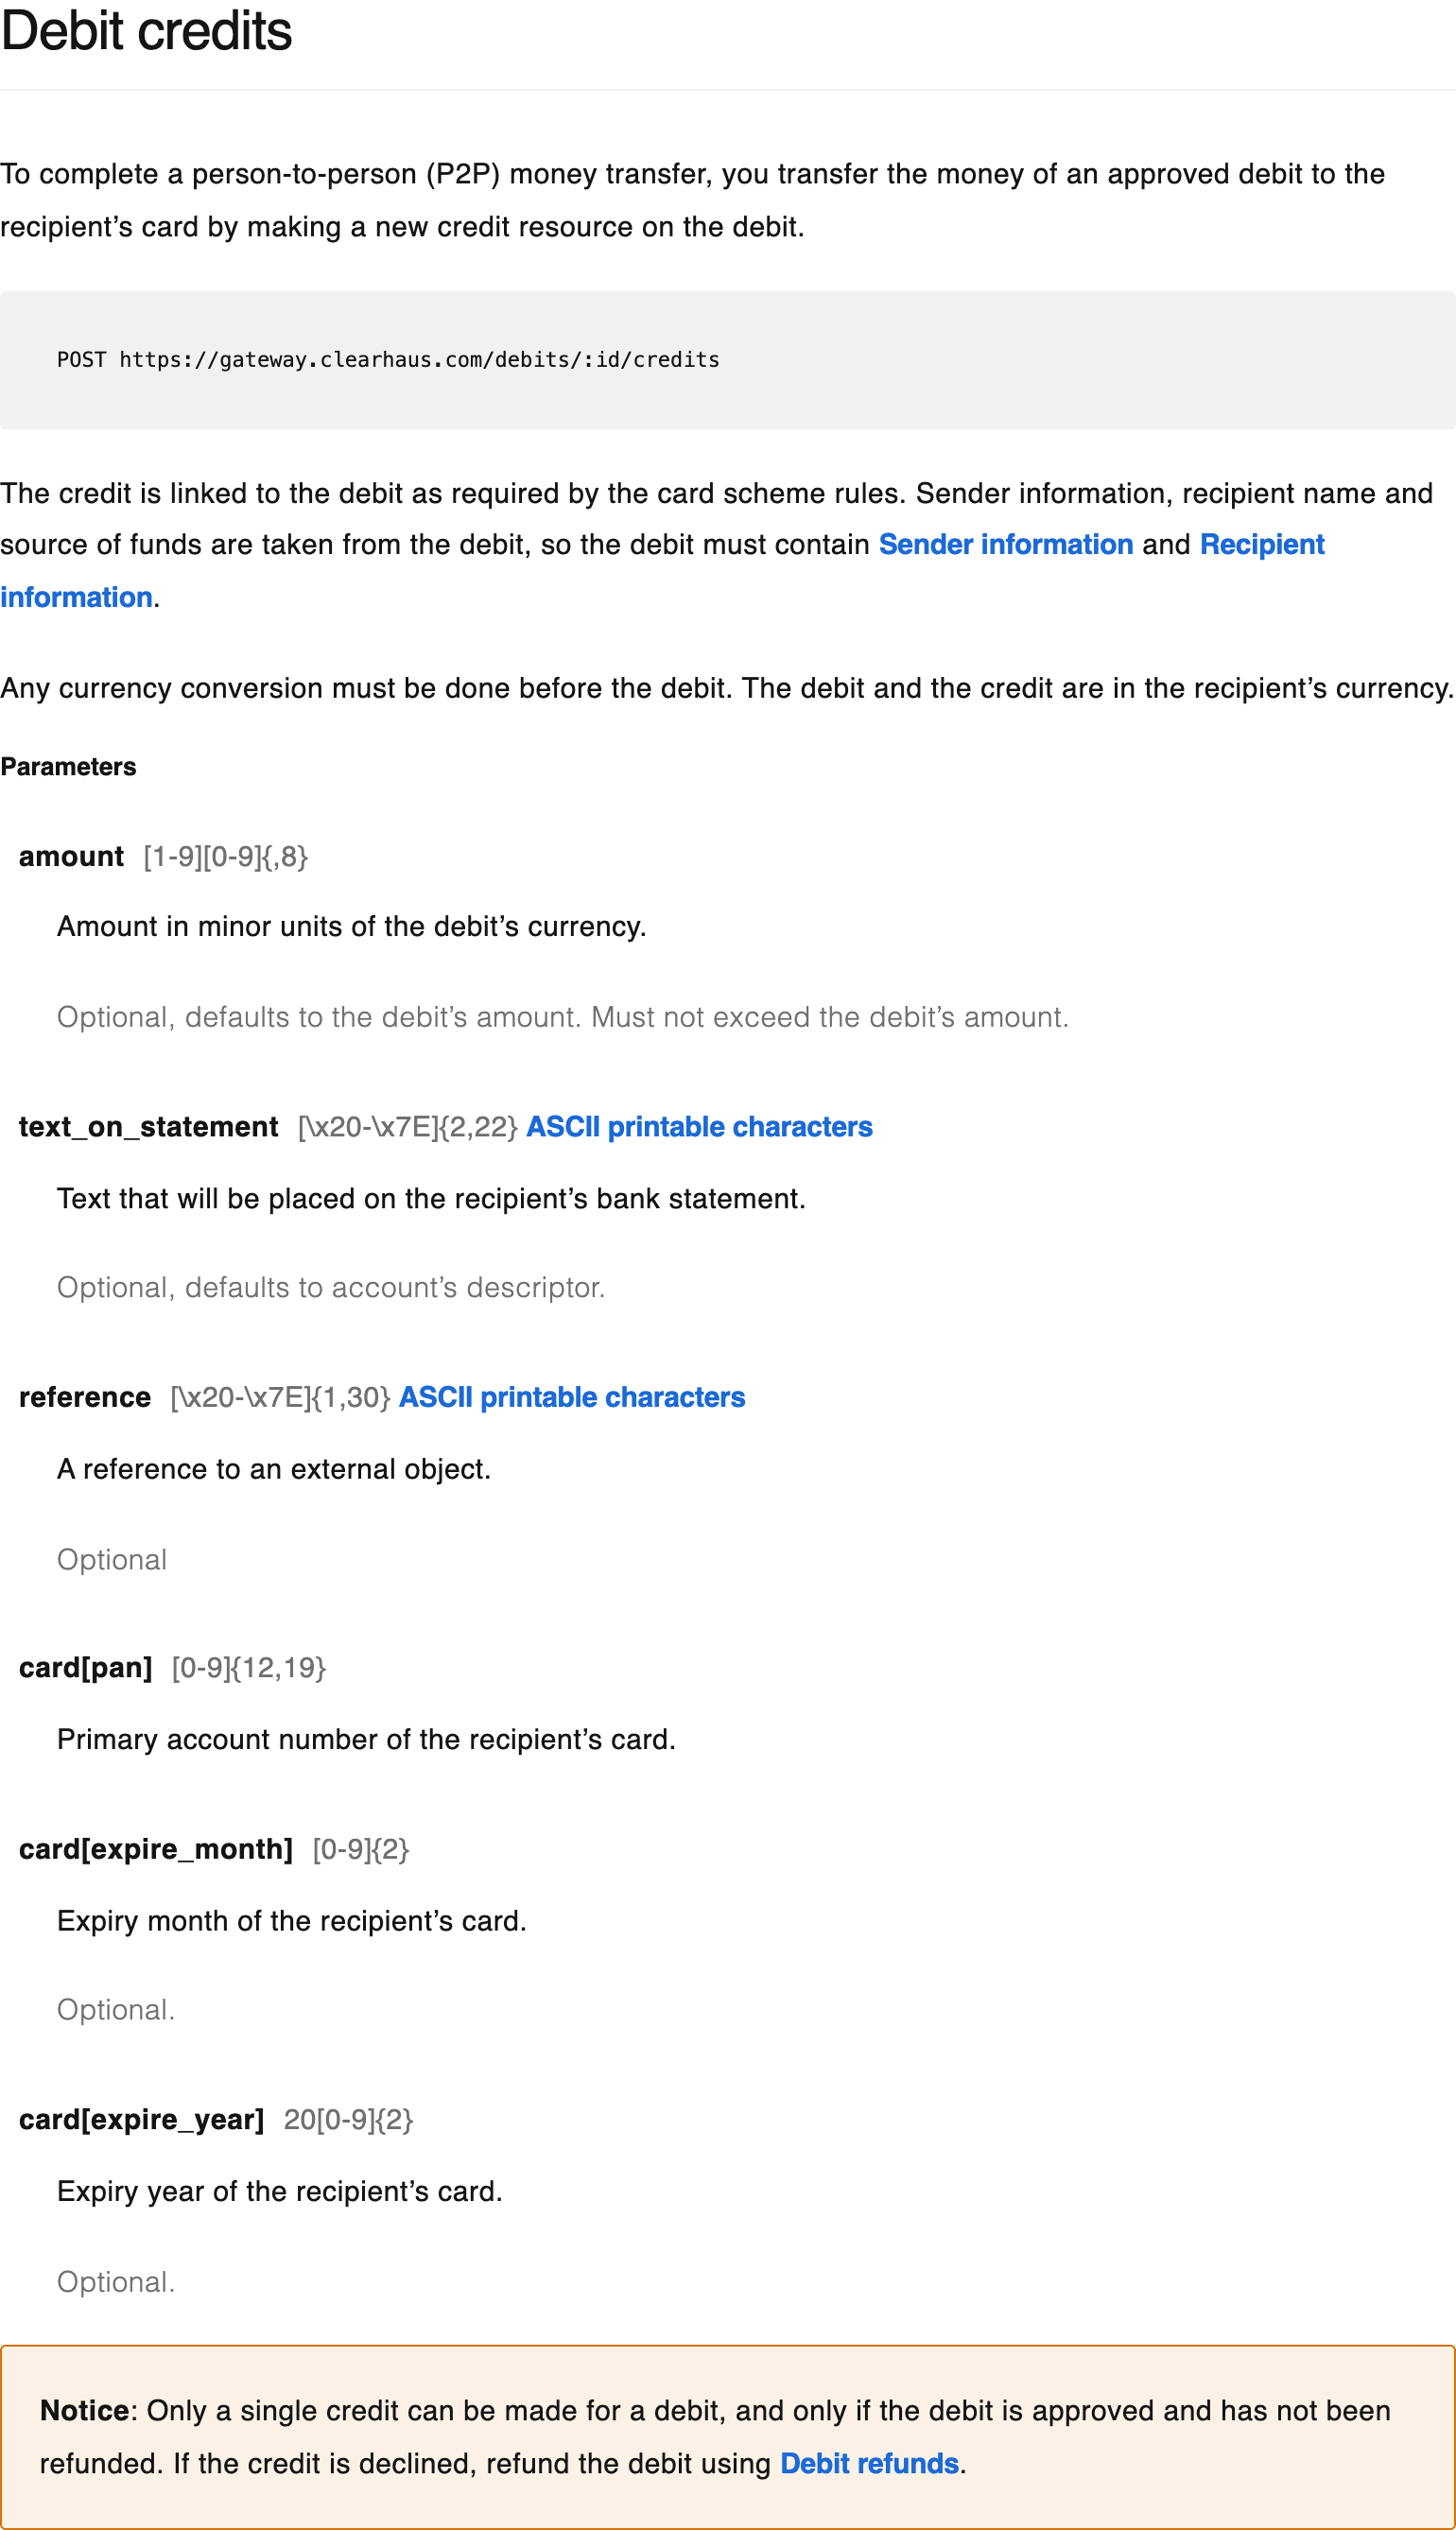 Debit credits
To complete a person-to-person (P2P) money transfer, you transfer the money of an approved debit to the
recipient’s card by making a new credit resource on the debit.
POST https://gateway.clearhaus.com/debits/:id/credits
The credit is linked to the debit as required by the card scheme rules. Sender information, recipient name and
source of funds are taken from the debit, so the debit must contain Sender information and Recipient
information.
Any currency conversion must be done before the debit. The debit and the credit are in the recipient’s currency.
Parameters
amount [1-9][0-9]{,8}
Amount in minor units of the debit’s currency.
Optional, defaults to the debit’s amount. Must not exceed the debit’s amount.
text_on_statement [\x20-\x7E]{2,22} ASCII printable characters
Text that will be placed on the recipient’s bank statement.
Optional, defaults to account’s descriptor.
reference [\x20-\x7E]{1,30} ASCII printable characters
A reference to an external object.
Optional
card[pan] [0-9]{12,19}
Primary account number of the recipient’s card.
card[expire_month] [0-9]{2}
Expiry month of the recipient’s card.
Optional.
card[expire_year] 20[0-9]{2}
Expiry year of the recipient’s card.
Optional.
Notice: Only a single credit can be made for a debit, and only if the debit is approved and has not been
refunded. If the credit is declined, refund the debit using Debit refunds.